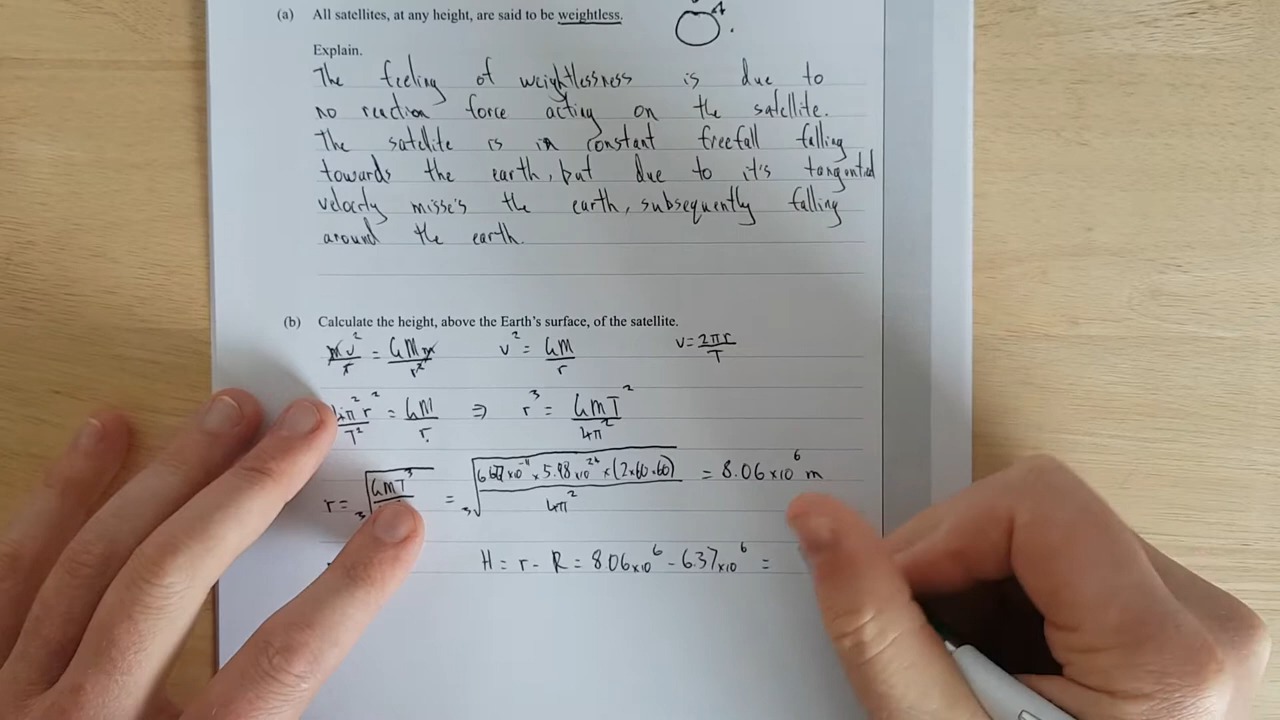 (a) All satellites, at any height, are said to be weightless.
Explain.
The feeling of weightlessness is due to
no reaction force acting on the satellite.
The satellite is in constant freefall falling
towards the earth, but due to it's tangential
velocity misse's the earth, subsequently falling
around the earth.
(b) Calculate the height, above the Earth's surface, of the satellite.
mv²/r = GMm/r² v² = GM/r v = 2πr/T
4π²r²/T² = GM/r ⇒ r³ = GMT²/4π²
= 8.06×10⁶ m
H = r - R = 8.06×10⁶ - 6.37×10⁶ =